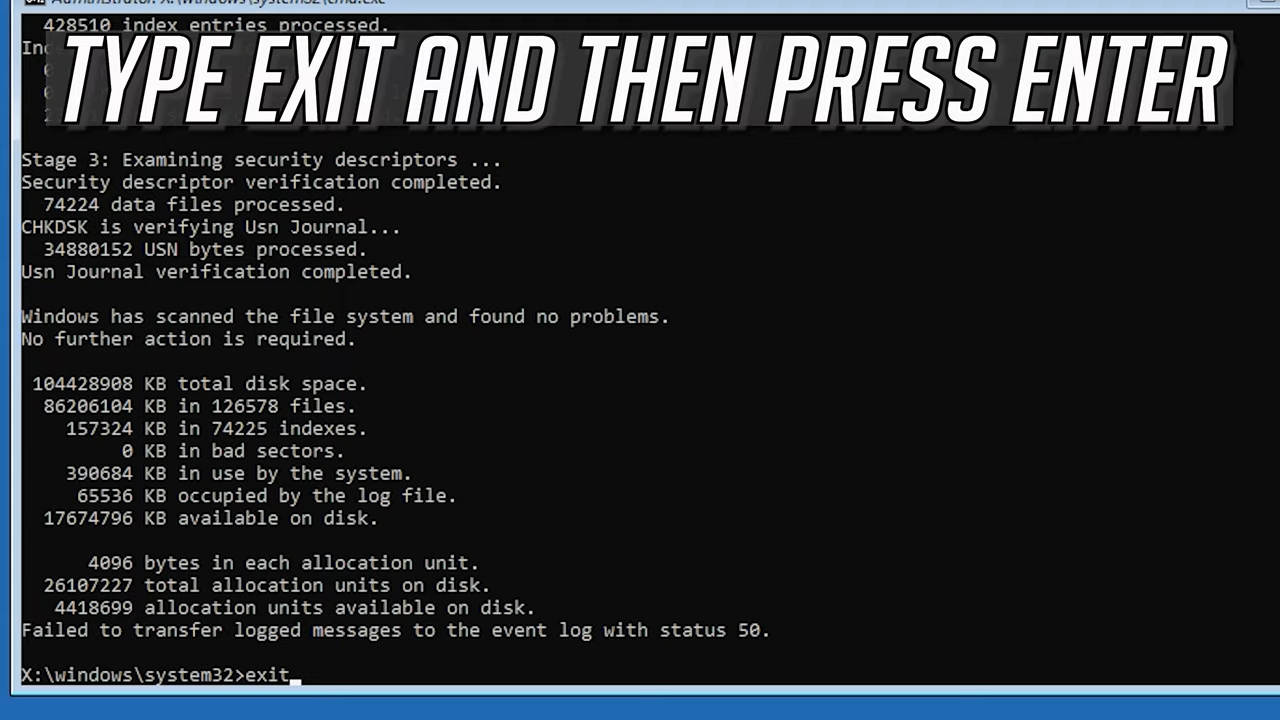 Administrator: X:\windows\system32\cmd.exe
428510 index entries processed.
TYPE EXIT AND THEN PRESS ENTER
Stage 3: Examining security descriptors ...
Security descriptor verification completed.
74224 data files processed.
CHKDSK is verifying Usn Journal...
34880152 USN bytes processed.
Usn Journal verification completed.
Windows has scanned the file system and found no problems.
No further action is required.
104428908 KB total disk space.
86206104 KB in 126578 files.
157324 KB in 74225 indexes.
0 KB in bad sectors.
390684 KB in use by the system.
65536 KB occupied by the log file.
17674796 KB available on disk.
4096 bytes in each allocation unit.
26107227 total allocation units on disk.
4418699 allocation units available on disk.
Failed to transfer logged messages to the event log with status 50.
X:\windows\system32>exit